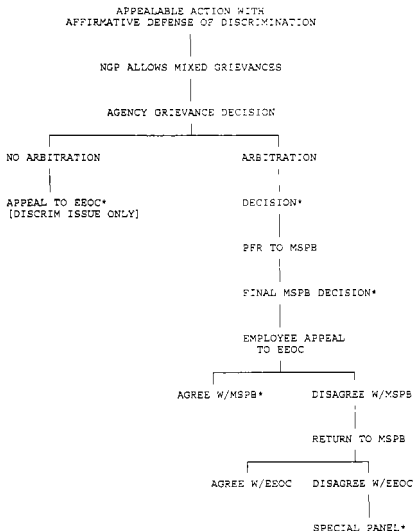 APPEALABLE ACTION WITH
AFFIRMATIVE DEFENSE OF DISCRIMINATION
NGP ALLOWS MIXED GRIEVANCES
AGENCY GRIEVANCE DECISION
NO ARBITRATION
ARBITRATION
APPEAL TO EEOC*
[DISCRIM ISSUE ONLY]
DECISION*
PFR TO MSPB
FINAL MSPB DECISION*
EMPLOYEE APPEAL
TO EEOC
AGREE W/MSPB*
DISAGREE W/MSPB
RETURN TO MSPB
AGREE W/EEOC
DISAGREE W/EEOC
SPECIAL PANEL*